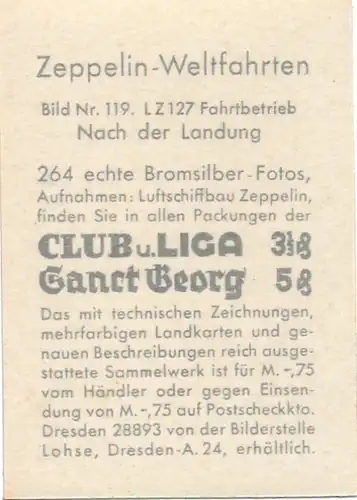 Zeppelin-Weltfahrten
Bild Nr. 119. LZ127 Fahrtbetrieb
Nach der Landung
264 echte Bromsilber-Fotos,
Aufnahmen: Luftschiffbau Zeppelin,
finden Sie in allen Packungen der
CLUB u. LIGA 3⅓ ₰
Sanct Georg 5 ₰
Das mit technischen Zeichnungen,
mehrfarbigen Landkarten und ge-
nauen Beschreibungen reich ausge-
stattete Sammelwerk ist für M. -,75
vom Händler oder gegen Einsen-
dung von M. -,75 auf Postscheckkto.
Dresden 28893 von der Bilderstelle
Lohse, Dresden-A. 24, erhältlich.